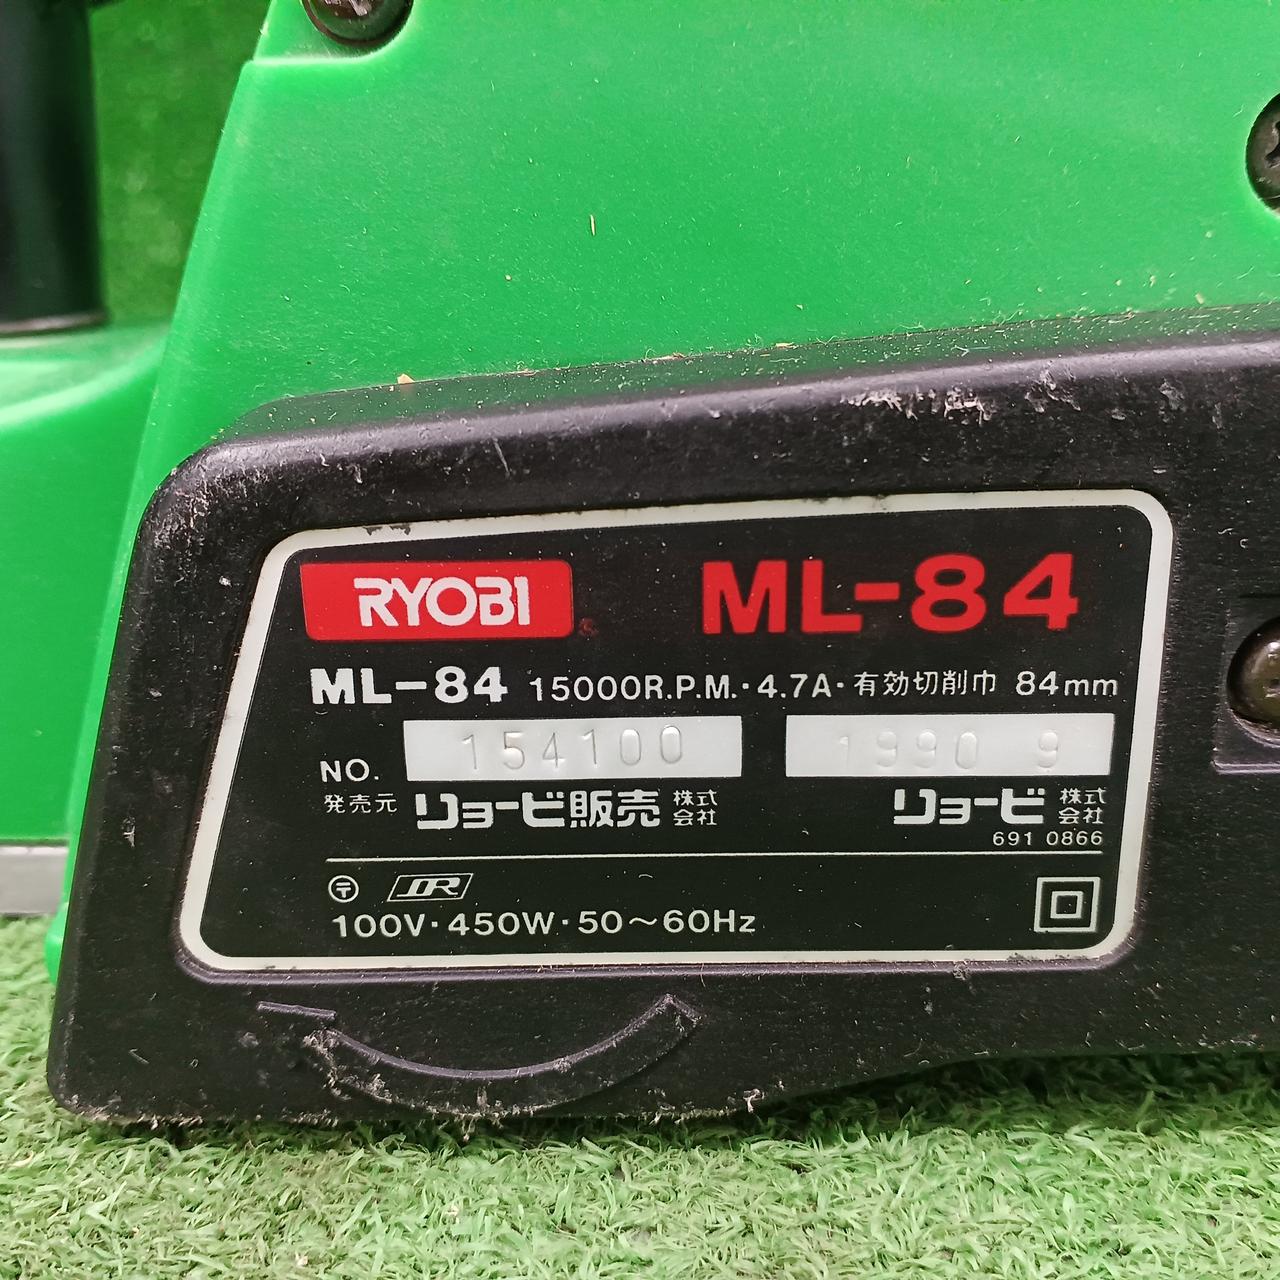 RYOBI ML-84
ML-84 15000R.P.M.・4.7A・有効切削巾 84mm
NO. 154100 1990 9
発売元 リョービ販売 株式会社 リョービ 株式会社
691 0866
〒 JR
100V・450W・50～60Hz